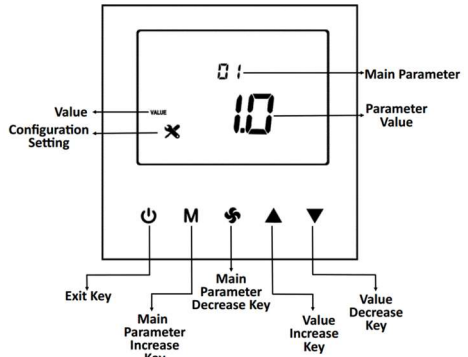 01
Main Parameter
1.0
Parameter
Value
Value
VALUE
Configuration
Setting
M
Exit Key
Main
Parameter
Increase
Key
Main
Parameter
Decrease Key
Value
Increase
Key
Value
Decrease
Key